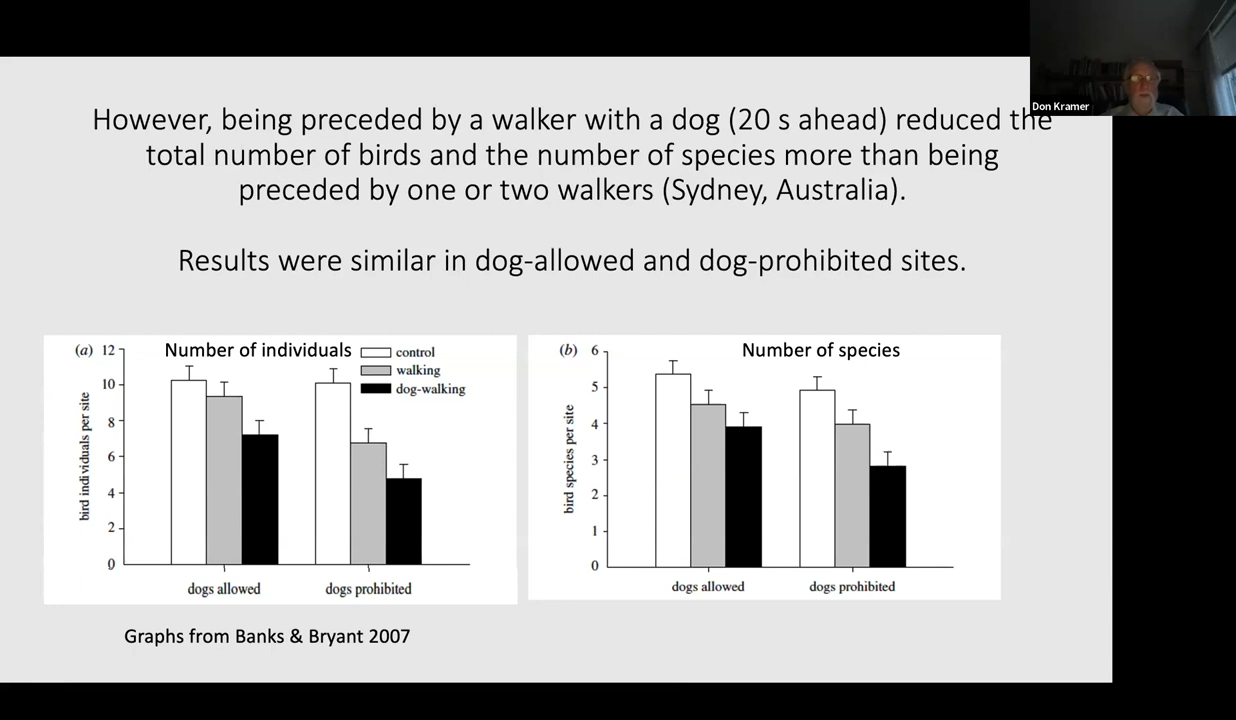 Don Kramer
However, being preceded by a walker with a dog (20 s ahead) reduced the
total number of birds and the number of species more than being
preceded by one or two walkers (Sydney, Australia).
Results were similar in dog-allowed and dog-prohibited sites.
(a)
Number of individuals
control
walking
dog-walking
12
10
8
6
4
2
0
bird individuals per site
dogs allowed
dogs prohibited
(b)
Number of species
6
5
4
3
2
1
0
bird species per site
dogs allowed
dogs prohibited
Graphs from Banks & Bryant 2007